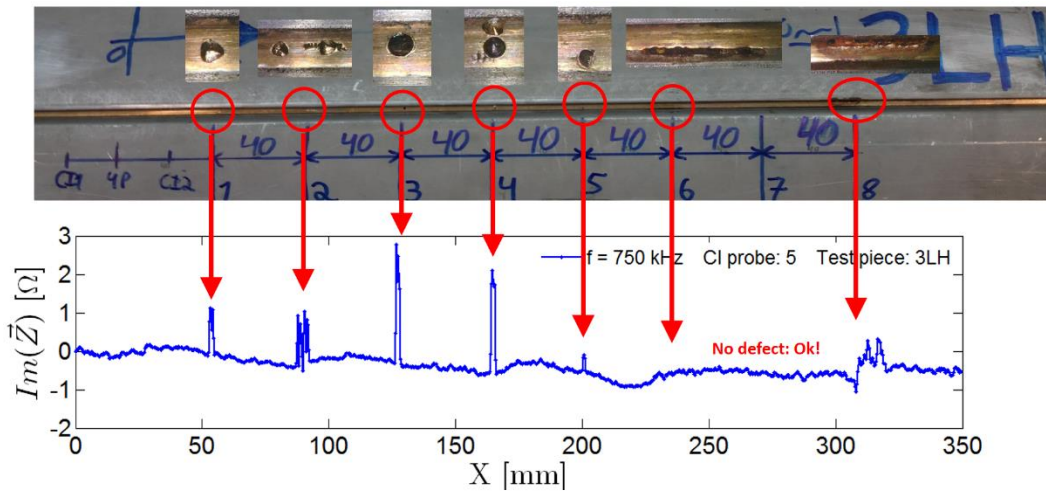 0
3LH
40 40 40 40 40 40 40
CI4 4P CI2 1 2 3 4 5 6 7 8
3
2
1
0
-1
-2
Im(Z⃗) [Ω]
f = 750 kHz CI probe: 5 Test piece: 3LH
No defect: Ok!
0 50 100 150 200 250 300 350
X [mm]